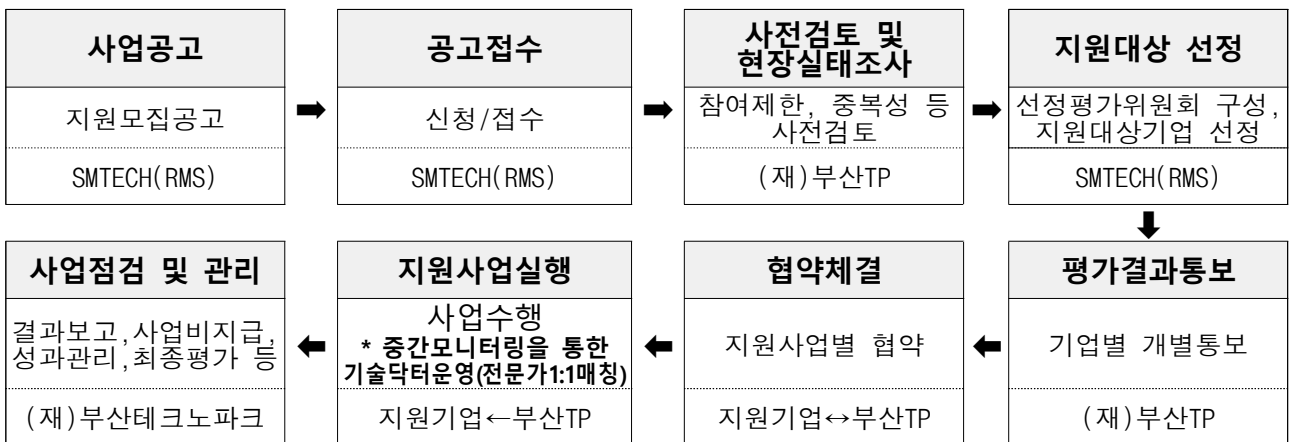 사업공고
지원모집공고
SMTECH(RMS)
➡
공고접수
신청/접수
SMTECH(RMS)
➡
사전검토 및
현장실태조사
참여제한, 중복성 등
사전검토
(재)부산TP
➡
지원대상 선정
선정평가위원회 구성,
지원대상기업 선정
SMTECH(RMS)
⬇
평가결과통보
기업별 개별통보
(재)부산TP
⬅
협약체결
지원사업별 협약
지원기업↔부산TP
⬅
지원사업실행
사업수행
* 중간모니터링을 통한
기술닥터운영(전문가1:1매칭)
지원기업←부산TP
⬅
사업점검 및 관리
결과보고,사업비지급,
성과관리,최종평가 등
(재)부산테크노파크